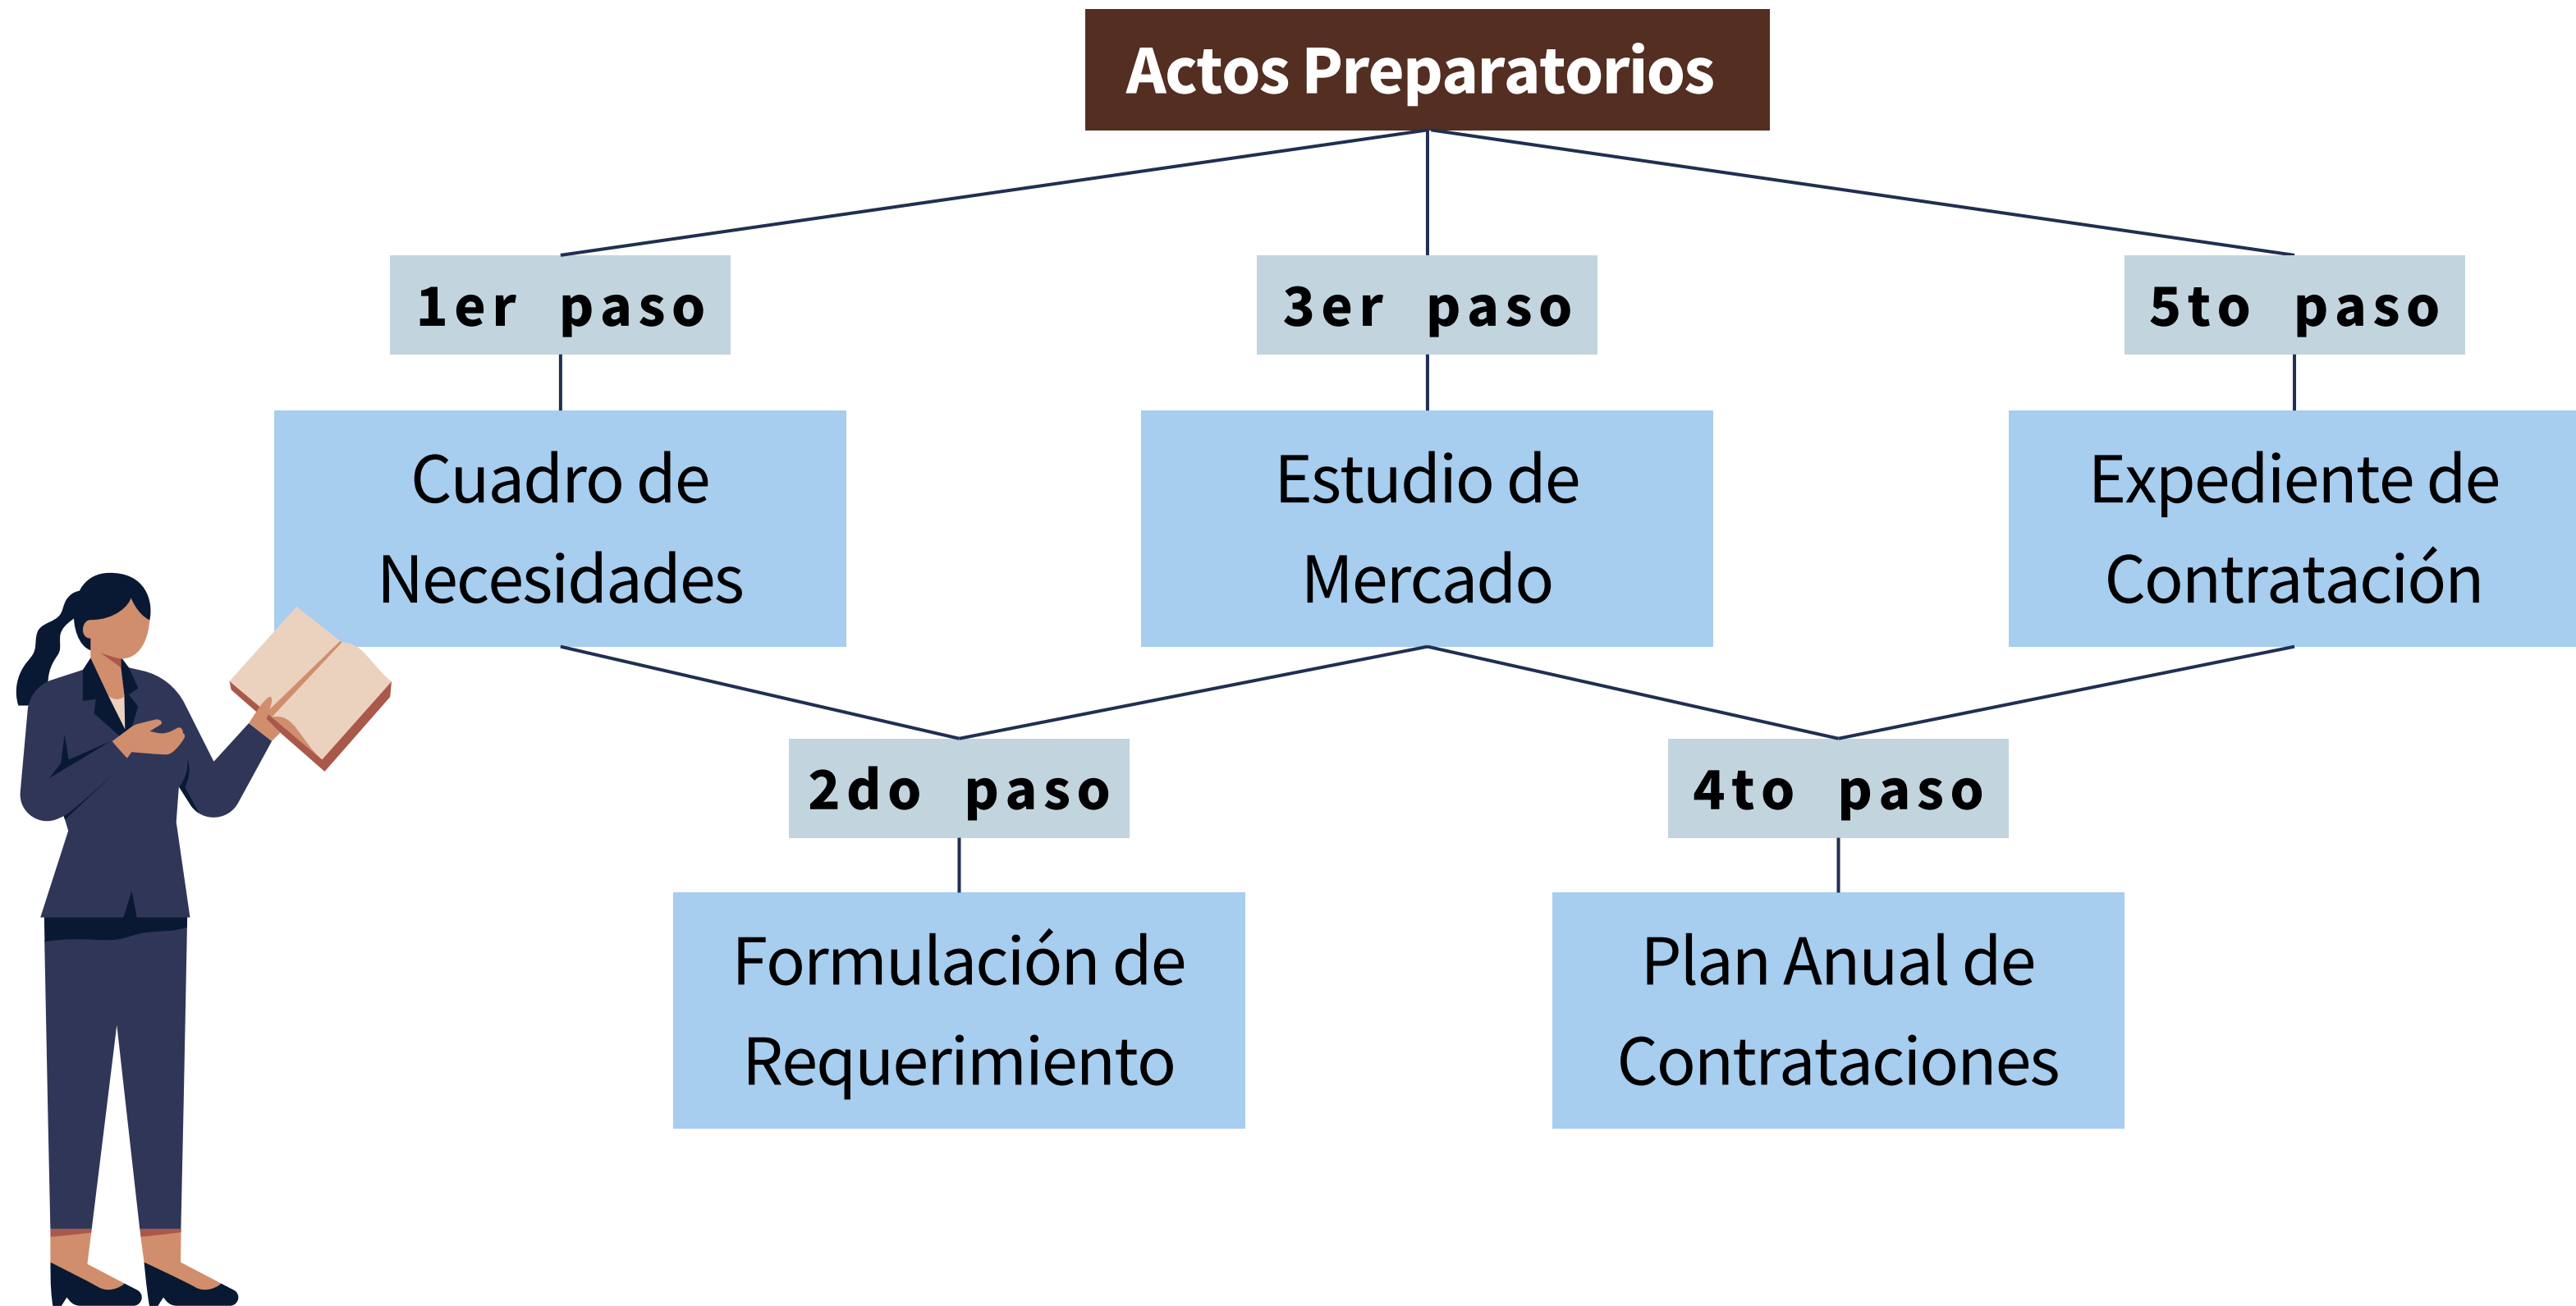 Actos Preparatorios
1er paso
3er paso
5to paso
Cuadro de
Necesidades
Estudio de
Mercado
Expediente de
Contratación
2do paso
4to paso
Formulación de
Requerimiento
Plan Anual de
Contrataciones